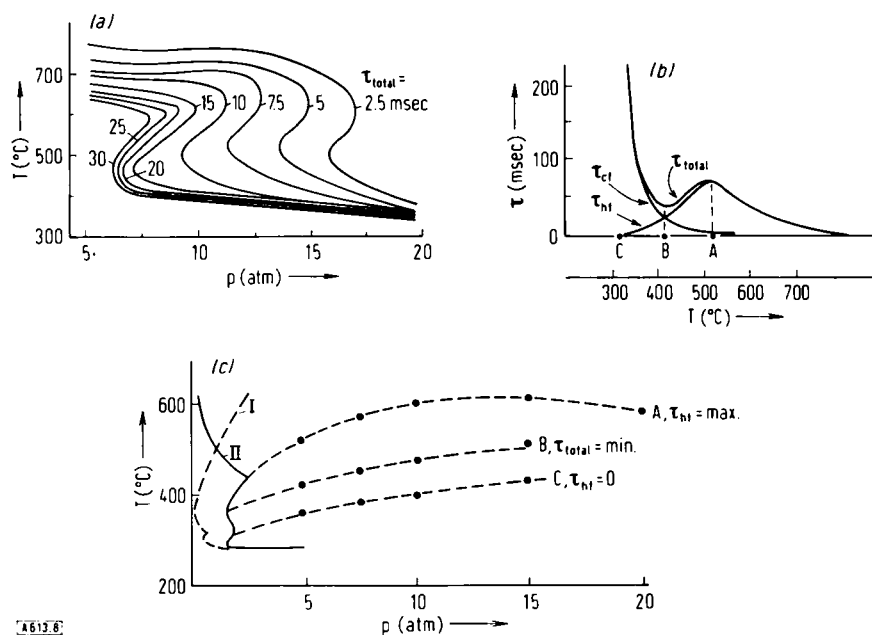 (a)
T (°C)
700
500
300
5.
10
15
20
p (atm)
25
30
20
15
10
7.5
5
2.5 msec
τtotal =
(b)
τ (msec)
200
100
0
τcf
τhf
τtotal
C
B
A
300 400 500 600 700
T (°C)
(c)
T (°C)
600
400
200
I
II
A, τhf = max.
B, τtotal = min.
C, τhf = 0
5
10
15
20
p (atm)
A613.8